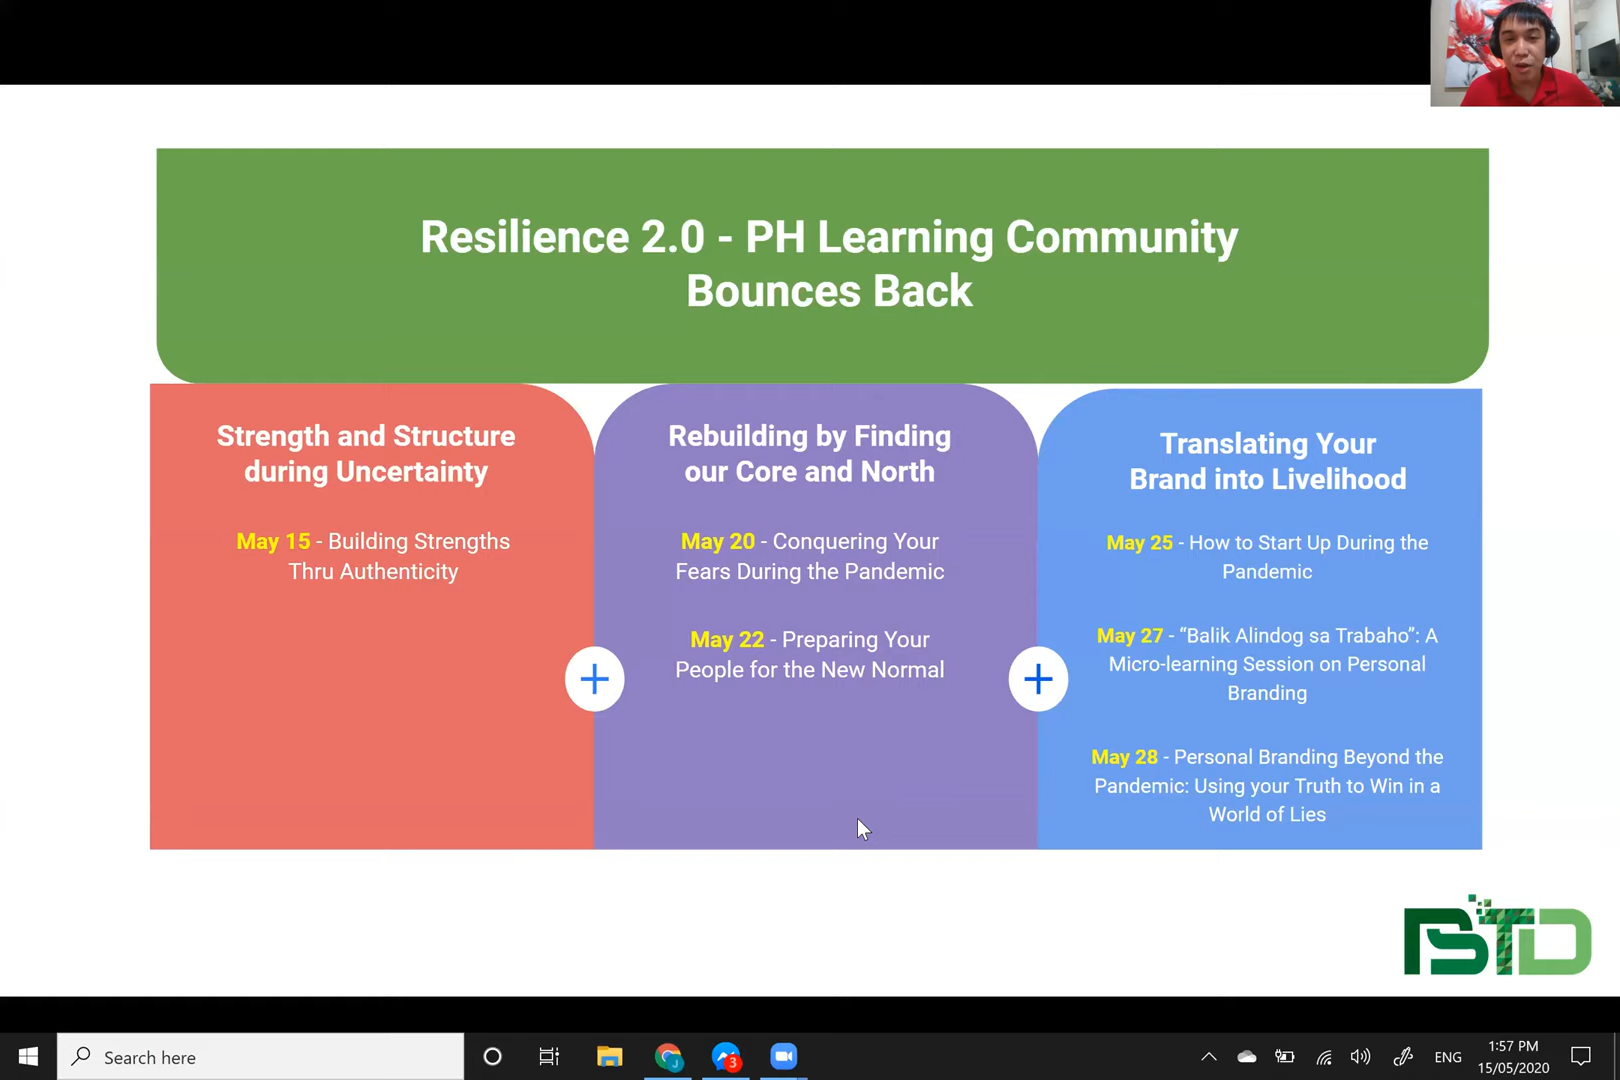 Resilience 2.0 - PH Learning Community
Bounces Back
Strength and Structure
during Uncertainty
May 15 - Building Strengths
Thru Authenticity
Rebuilding by Finding
our Core and North
May 20 - Conquering Your
Fears During the Pandemic
May 22 - Preparing Your
People for the New Normal
Translating Your
Brand into Livelihood
May 25 - How to Start Up During the
Pandemic
May 27 - “Balik Alindog sa Trabaho”: A
Micro-learning Session on Personal
Branding
May 28 - Personal Branding Beyond the
Pandemic: Using your Truth to Win in a
World of Lies
BSTD
Search here
J
3
ENG
1:57 PM
15/05/2020